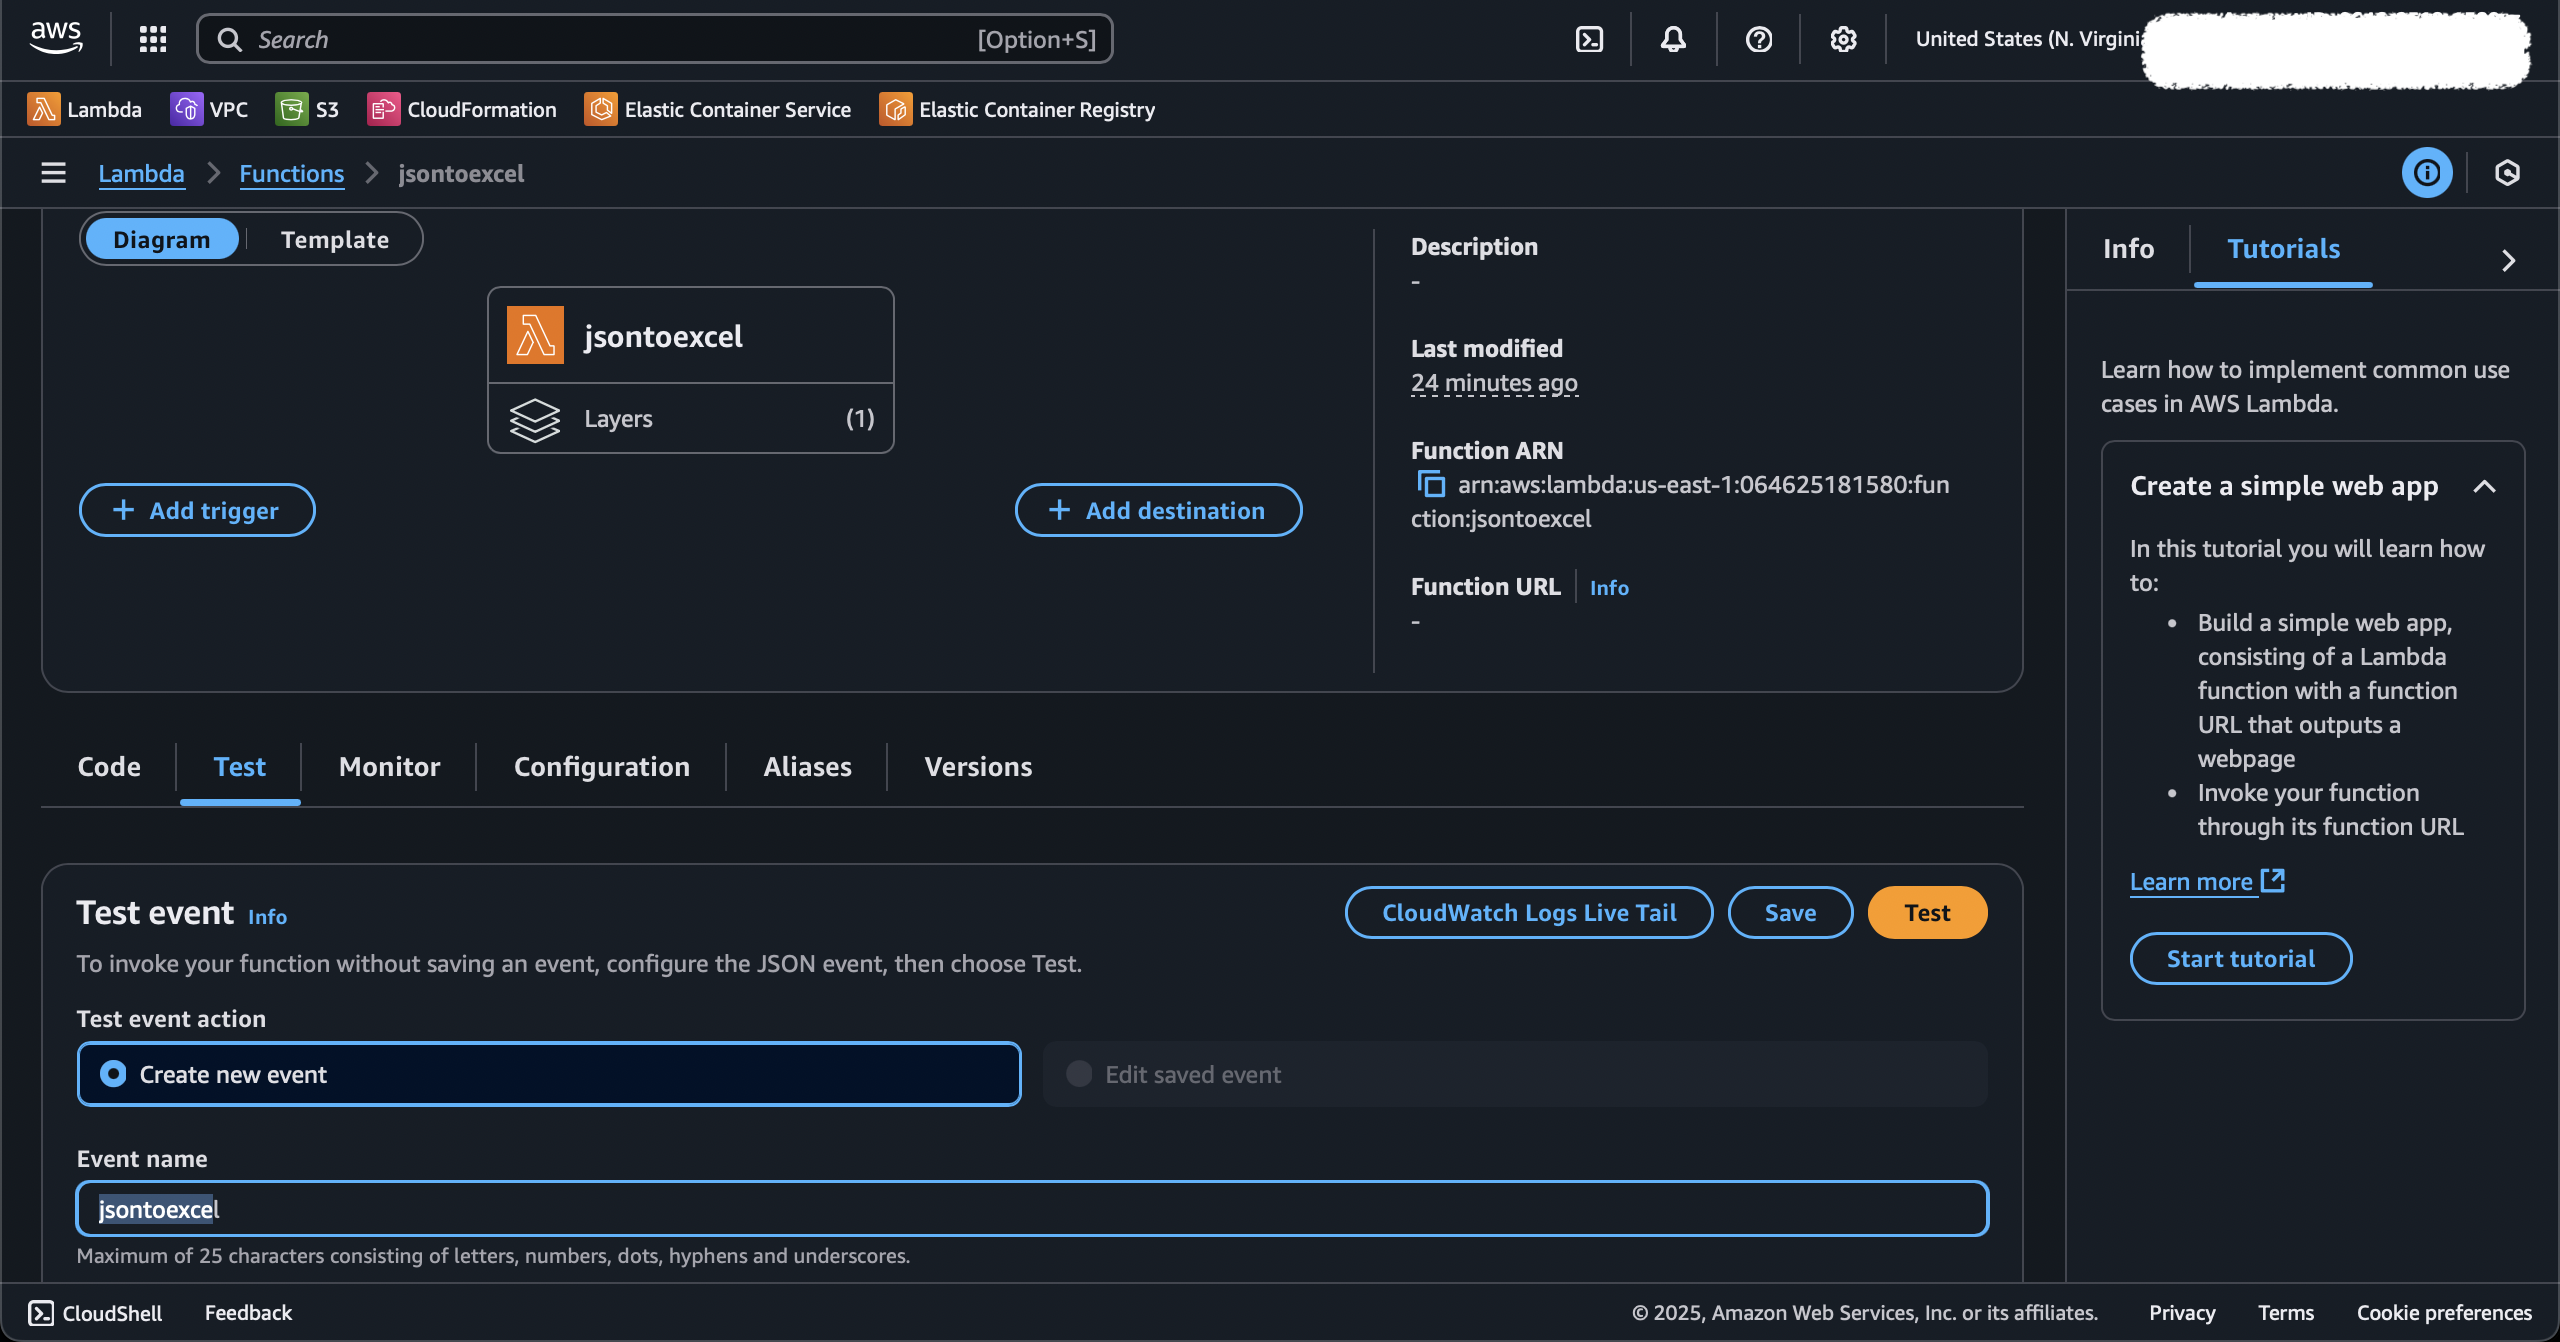 aws
Search [Option+S]
United States (N. Virgini
Lambda VPC S3 CloudFormation Elastic Container Service Elastic Container Registry
Lambda Functions jsontoexcel
Diagram Template
jsontoexcel
Layers (1)
+ Add trigger
+ Add destination
Description
-
Last modified
24 minutes ago
Function ARN
arn:aws:lambda:us-east-1:064625181580:fun
ction:jsontoexcel
Function URL Info
-
Info Tutorials
Learn how to implement common use
cases in AWS Lambda.
Create a simple web app
In this tutorial you will learn how
to:
• Build a simple web app,
consisting of a Lambda
function with a function
URL that outputs a
webpage
• Invoke your function
through its function URL
Learn more
Start tutorial
Code Test Monitor Configuration Aliases Versions
Test event Info
CloudWatch Logs Live Tail Save Test
To invoke your function without saving an event, configure the JSON event, then choose Test.
Test event action
Create new event
Edit saved event
Event name
jsontoexcel
Maximum of 25 characters consisting of letters, numbers, dots, hyphens and underscores.
CloudShell Feedback
© 2025, Amazon Web Services, Inc. or its affiliates. Privacy Terms Cookie preferences